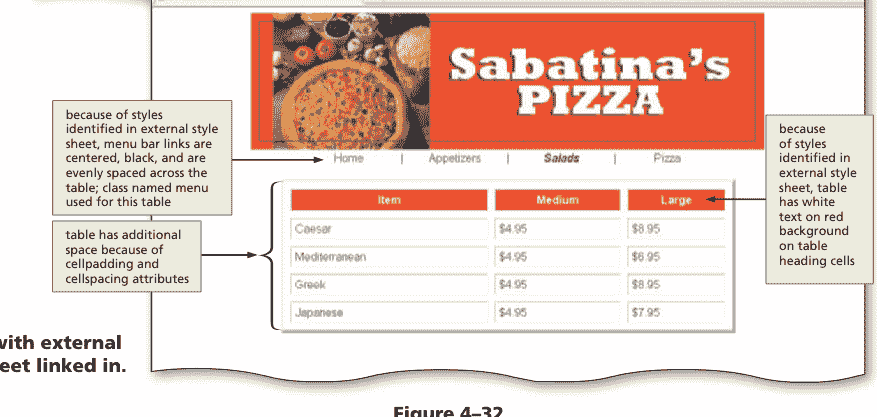 Sabatina's
PIZZA
because of styles
identified in external style
sheet, menu bar links are
centered, black, and are
evenly spaced across the
table; class named menu
used for this table
Home | Appetizers | Salads | Pizza
because
of styles
identified in
external style
sheet, table
has white
text on red
background
on table
heading cells
table has additional
space because of
cellpadding and
cellspacing attributes
Item Medium Large
Caesar $4.95 $8.95
Mediterranean $4.95 $6.95
Greek $4.95 $8.95
Japanese $4.95 $7.95
with external
eet linked in.
Figure 4–32